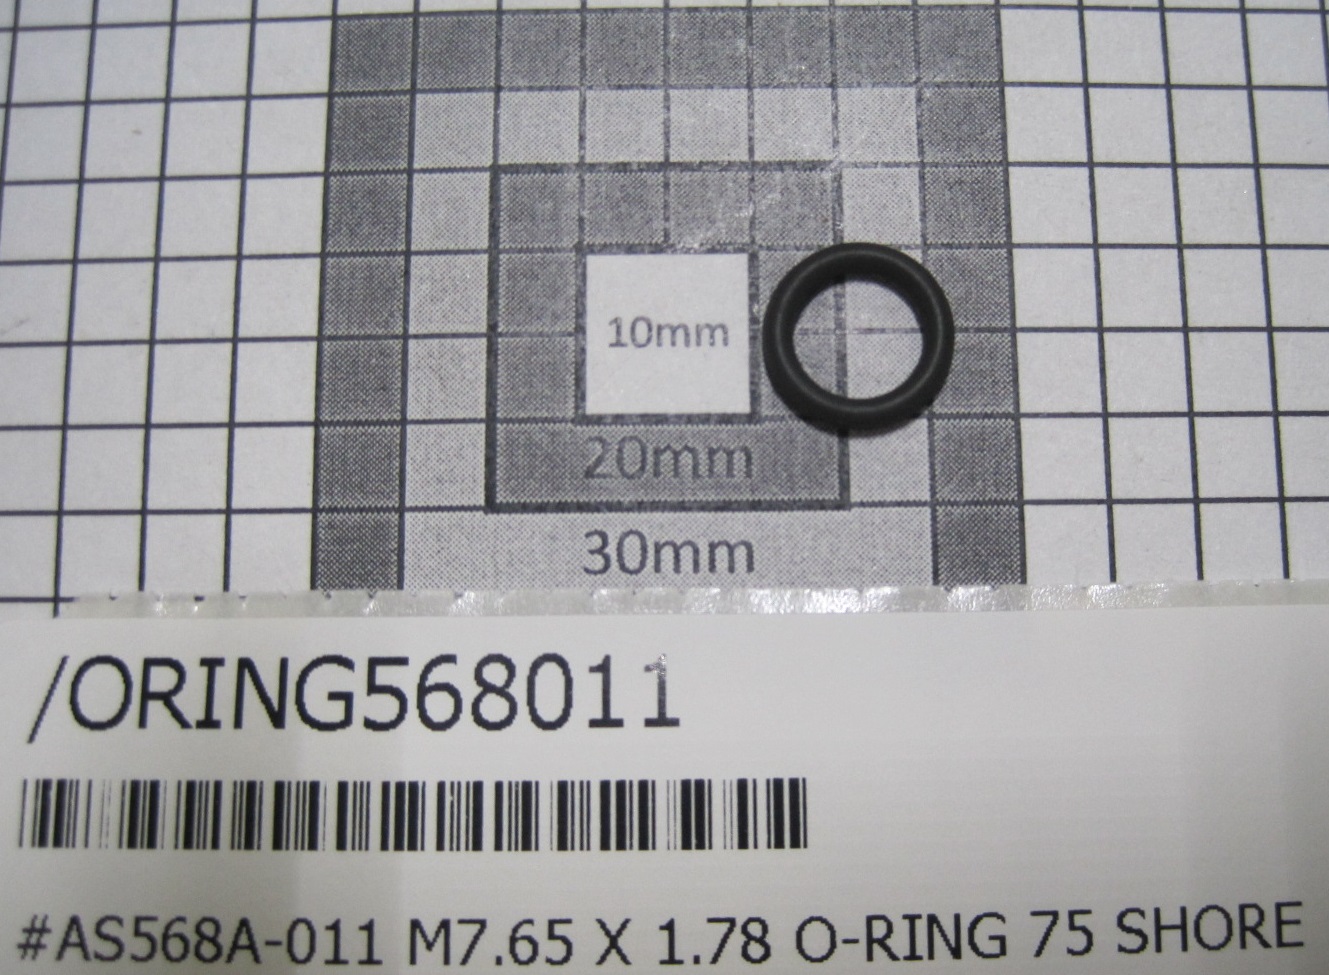 10mm
20mm
30mm
/ORING568011
#AS568A-011 M7.65 X 1.78 O-RING 75 SHORE